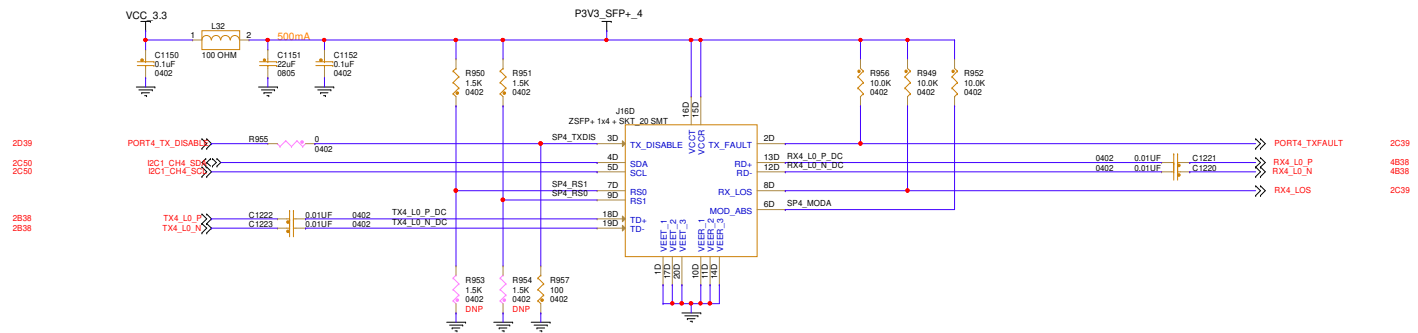 VCC_3.3
P3V3_SFP+_4
L32
1
2
500mA
100 OHM
C1150
0.1uF
0402
C1151
22uF
0805
C1152
0.1uF
0402
R950
1.5K
0402
R951
1.5K
0402
R956
10.0K
0402
R949
10.0K
0402
R952
10.0K
0402
J16D
ZSFP+ 1x4 + SKT_20 SMT
16D
15D
VCCT
VCCR
2D39
PORT4_TX_DISABLE
R955
0
0402
SP4_TXDIS
3D
TX_DISABLE
TX_FAULT
2D
PORT4_TXFAULT
2C39
2C50
I2C1_CH4_SDA
4D
SDA
2C50
I2C1_CH4_SCL
5D
SCL
RD+
13D
RX4_L0_P_DC
0402
0.01UF
C1221
RX4_L0_P
4B38
RD-
12D
RX4_L0_N_DC
0402
0.01UF
C1220
RX4_L0_N
4B38
SP4_RS1
7D
RS0
SP4_RS0
9D
RS1
RX_LOS
8D
RX4_LOS
2C39
MOD_ABS
6D
SP4_MODA
2B38
TX4_L0_P
C1222
0.01UF
0402
TX4_L0_P_DC
18D
TD+
2B38
TX4_L0_N
C1223
0.01UF
0402
TX4_L0_N_DC
19D
TD-
VEET_1
VEET_2
VEET_3
VEER_1
VEER_2
VEER_3
1D
17D
20D
10D
11D
14D
R953
1.5K
0402
DNP
R954
1.5K
0402
DNP
R957
100
0402